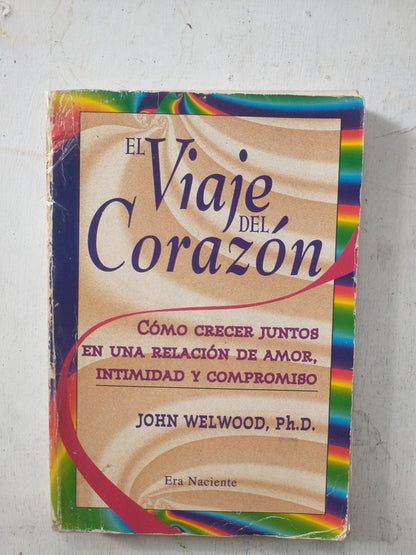 EL
Viaje
DEL
Corazón
CÓMO CRECER JUNTOS
EN UNA RELACIÓN DE AMOR,
INTIMIDAD Y COMPROMISO
JOHN WELWOOD, Ph.D.
Era Naciente